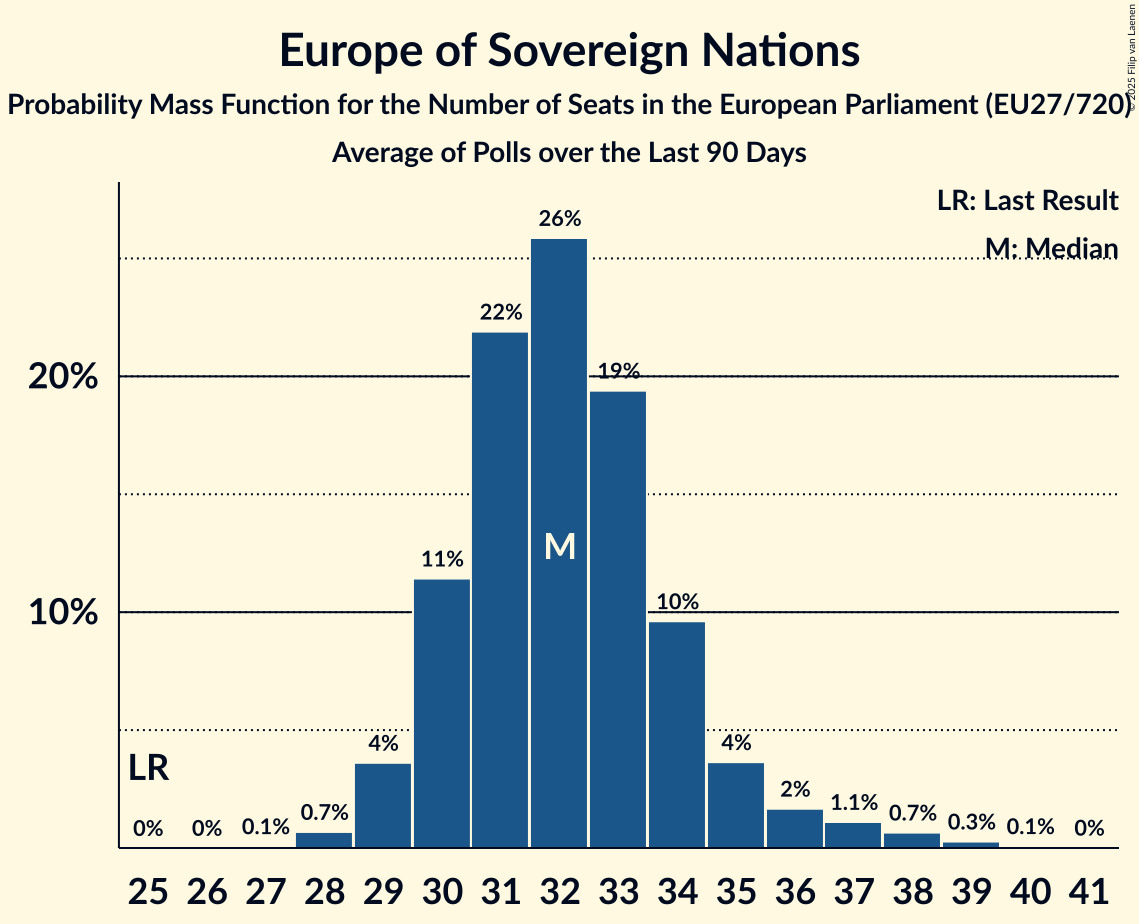 Europe of Sovereign Nations
Probability Mass Function for the Number of Seats in the European Parliament (EU27/720)
Average of Polls over the Last 90 Days
© 2025 Filip van Laenen
LR: Last Result
M: Median
26%
22%
20%
19%
M
11%
10%
10%
4%
4%
LR
2%
0%
0%
0.1%
0.7%
1.1%
0.7%
0.3%
0.1%
0%
25 26 27 28 29 30 31 32 33 34 35 36 37 38 39 40 41